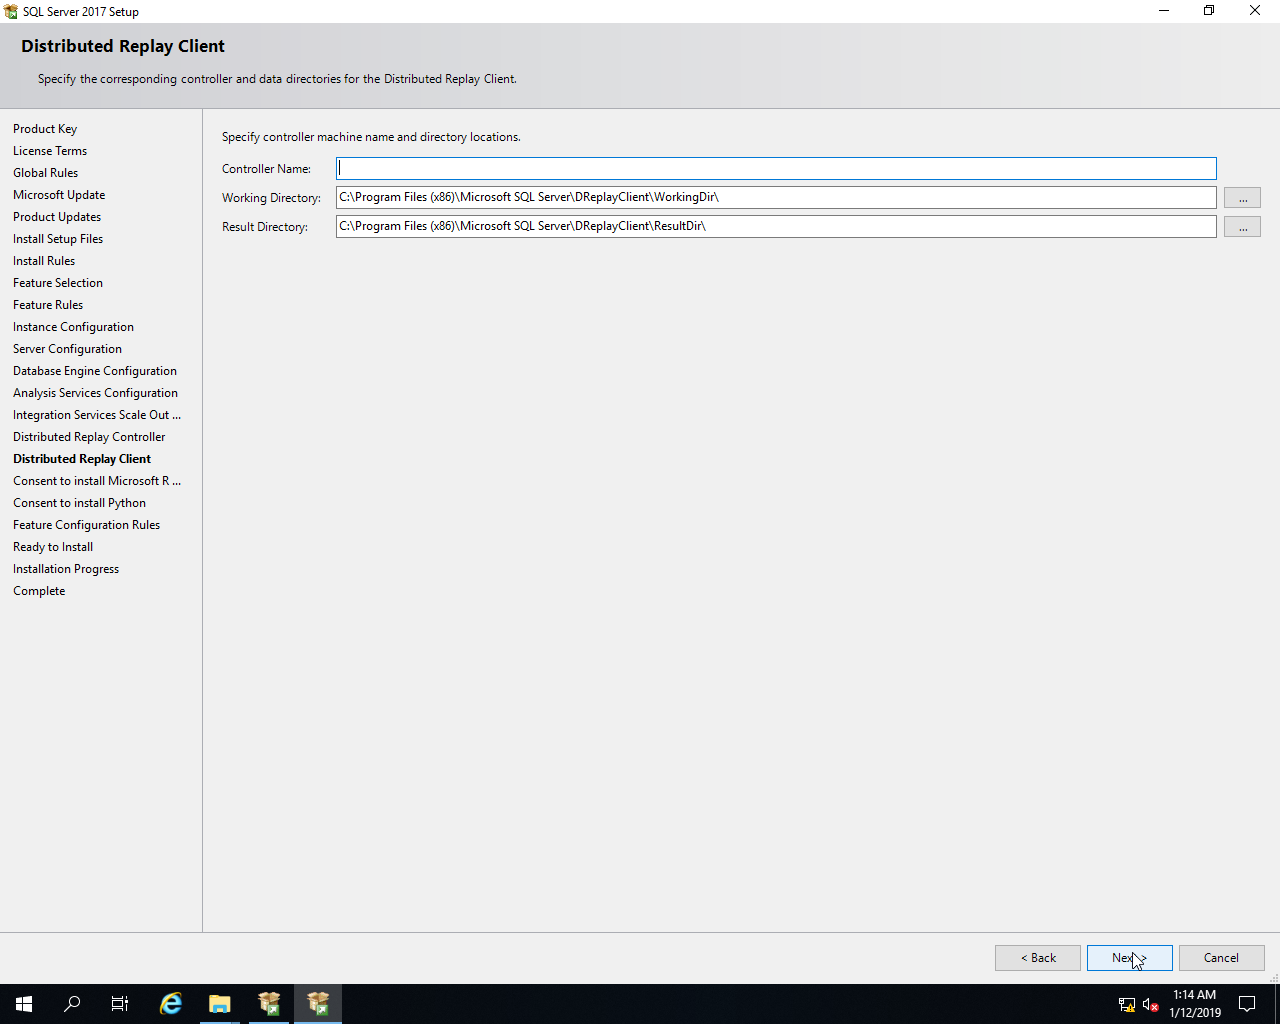 SQL Server 2017 Setup
Distributed Replay Client
Specify the corresponding controller and data directories for the Distributed Replay Client.
Product Key
License Terms
Global Rules
Microsoft Update
Product Updates
Install Setup Files
Install Rules
Feature Selection
Feature Rules
Instance Configuration
Server Configuration
Database Engine Configuration
Analysis Services Configuration
Integration Services Scale Out ...
Distributed Replay Controller
Distributed Replay Client
Consent to install Microsoft R ...
Consent to install Python
Feature Configuration Rules
Ready to Install
Installation Progress
Complete
Specify controller machine name and directory locations.
Controller Name:
Working Directory: C:\Program Files (x86)\Microsoft SQL Server\DReplayClient\WorkingDir\ ...
Result Directory: C:\Program Files (x86)\Microsoft SQL Server\DReplayClient\ResultDir\ ...
< Back Next > Cancel
1:14 AM
1/12/2019